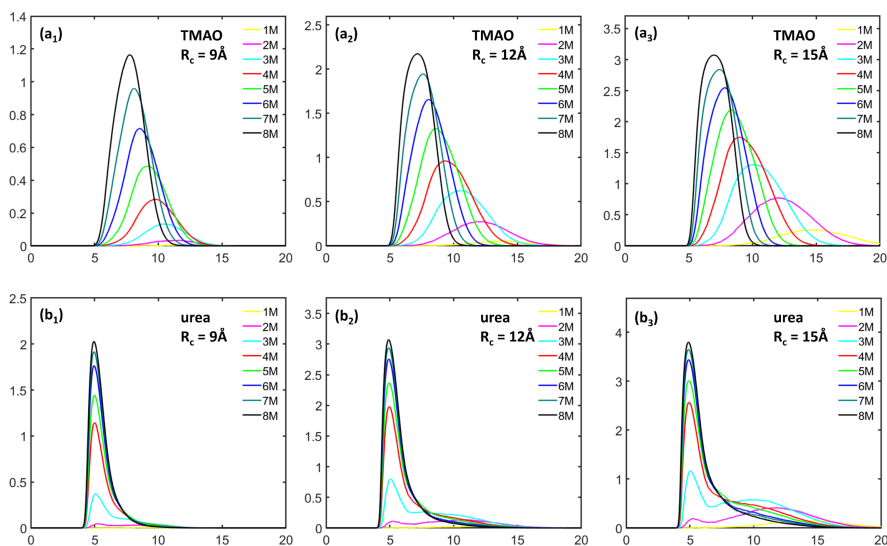 (a₁) TMAO
R꜀ = 9Å
1M
2M
3M
4M
5M
6M
7M
8M
1.4
1.2
1
0.8
0.6
0.4
0.2
0
0 5 10 15 20
(a₂) TMAO
R꜀ = 12Å
1M
2M
3M
4M
5M
6M
7M
8M
2.5
2
1.5
1
0.5
0
0 5 10 15 20
(a₃) TMAO
R꜀ = 15Å
1M
2M
3M
4M
5M
6M
7M
8M
3.5
3
2.5
2
1.5
1
0.5
0
0 5 10 15 20
(b₁) urea
R꜀ = 9Å
1M
2M
3M
4M
5M
6M
7M
8M
2.5
2
1.5
1
0.5
0
0 5 10 15 20
(b₂) urea
R꜀ = 12Å
1M
2M
3M
4M
5M
6M
7M
8M
3.5
3
2.5
2
1.5
1
0.5
0
0 5 10 15 20
(b₃) urea
R꜀ = 15Å
1M
2M
3M
4M
5M
6M
7M
8M
4
3
2
1
0
0 5 10 15 20